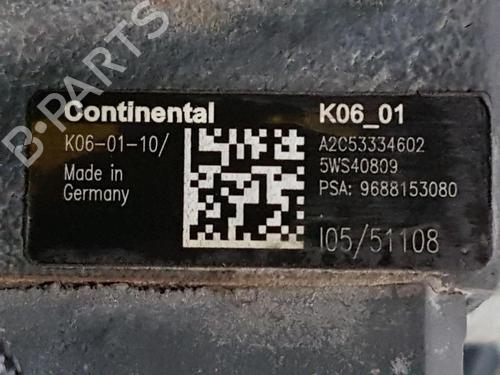 B-PARTS
Continental
K06-01-10/
Made in
Germany
K06_01
A2C53334602
5WS40809
PSA: 9688153080
I05/51108